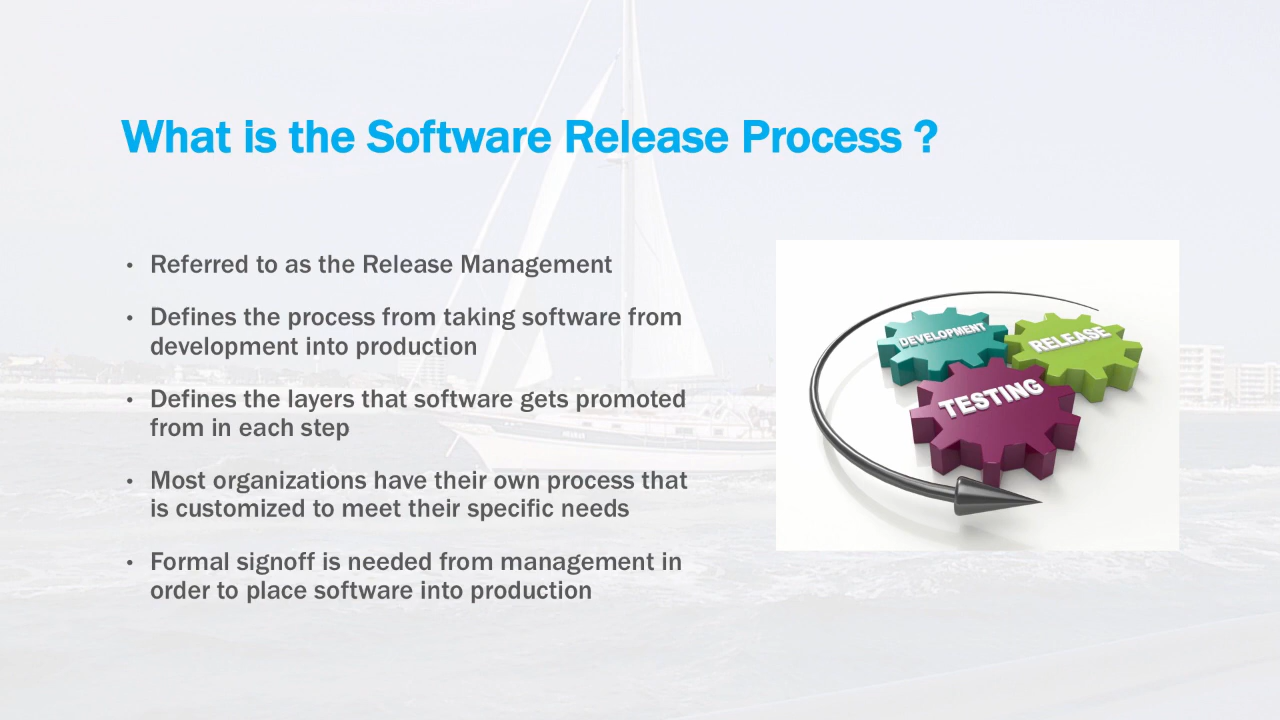 What is the Software Release Process ?
• Referred to as the Release Management
• Defines the process from taking software from
development into production
• Defines the layers that software gets promoted
from in each step
• Most organizations have their own process that
is customized to meet their specific needs
• Formal signoff is needed from management in
order to place software into production
DEVELOPMENT
RELEASE
TESTING